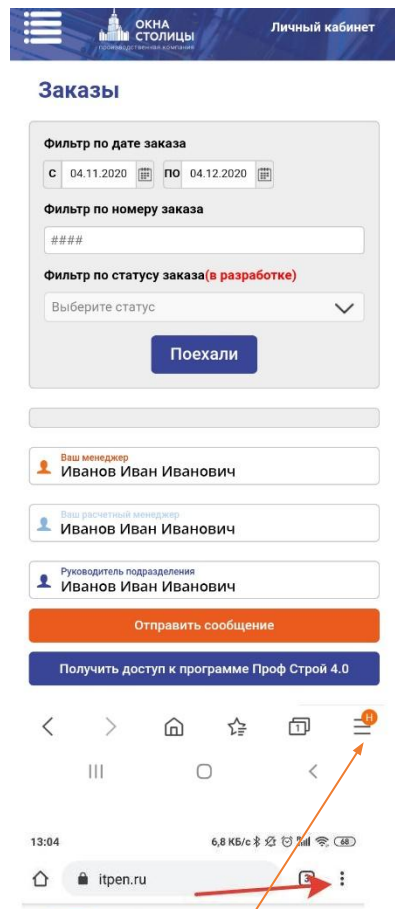 ОКНА
СТОЛИЦЫ
производственная компания
Личный кабинет
Заказы
Фильтр по дате заказа
С 04.11.2020 ПО 04.12.2020
Фильтр по номеру заказа
####
Фильтр по статусу заказа(в разработке)
Выберите статус
Поехали
Ваш менеджер
Иванов Иван Иванович
Ваш расчетный менеджер
Иванов Иван Иванович
Руководитель подразделения
Иванов Иван Иванович
Отправить сообщение
Получить доступ к программе Проф Строй 4.0
1 Н
13:04 6,8 КБ/с 68
itpen.ru 3